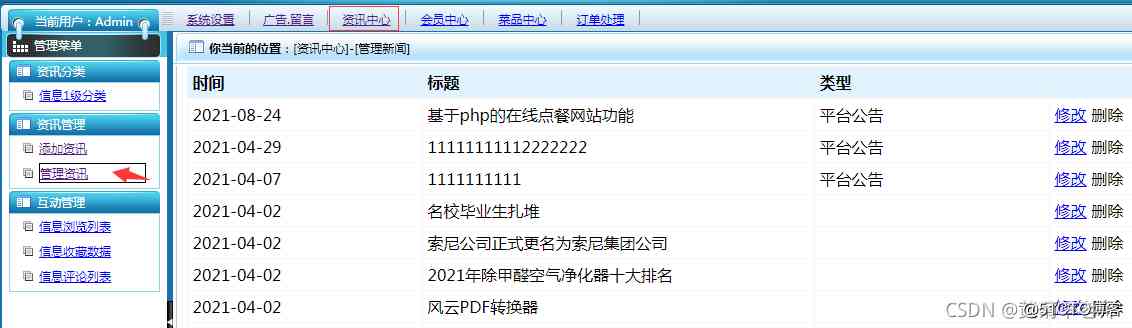 当前用户：Admin
系统设置 广告.留言 资讯中心 会员中心 菜品中心 订单处理
管理菜单
你当前的位置：[资讯中心]-[管理新闻]
资讯分类
信息1级分类
资讯管理
添加资讯
管理资讯
互动管理
信息浏览列表
信息收藏数据
信息评论列表
时间 标题 类型
2021-08-24 基于php的在线点餐网站功能 平台公告 修改 删除
2021-04-29 11111111112222222 平台公告 修改 删除
2021-04-07 1111111111 平台公告 修改 删除
2021-04-02 名校毕业生扎堆 修改 删除
2021-04-02 索尼公司正式更名为索尼集团公司 修改 删除
2021-04-02 2021年除甲醛空气净化器十大排名 修改 删除
2021-04-02 风云PDF转换器 修改 删除
CSDN
@51CTO博客